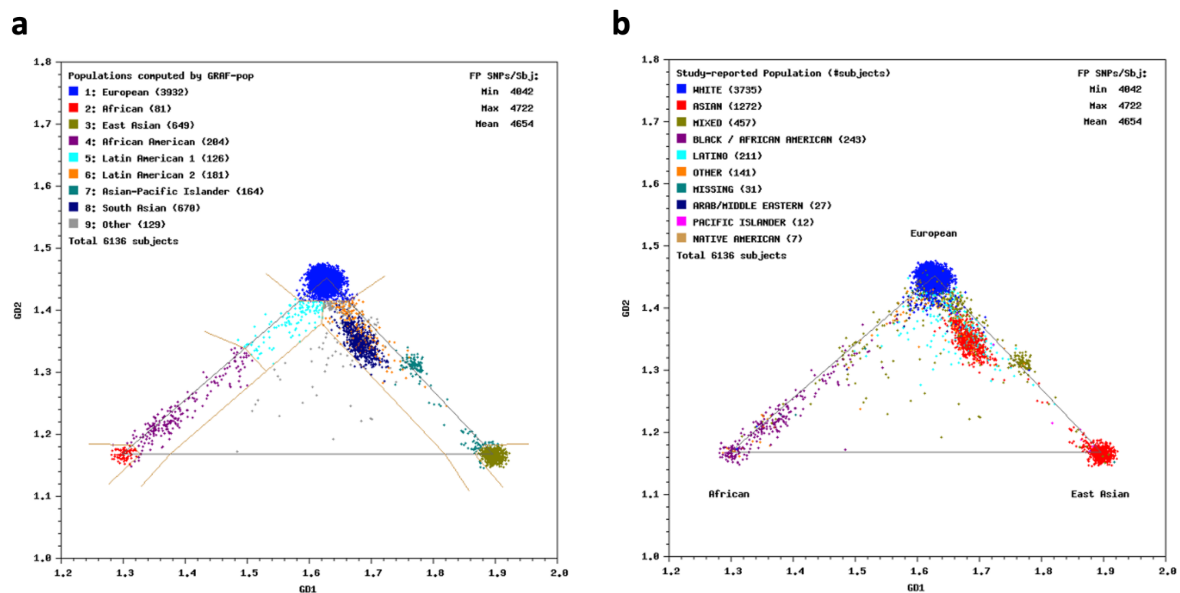 a
Populations computed by GRAF-pop
1: European (3932)
2: African (81)
3: East Asian (649)
4: African American (204)
5: Latin American 1 (126)
6: Latin American 2 (181)
7: Asian-Pacific Islander (164)
8: South Asian (670)
9: Other (129)
Total 6136 subjects
FP SNPs/Sbj:
Min 4042
Max 4722
Mean 4654
1.8
1.7
1.6
1.5
1.4
1.3
1.2
1.1
1.0
GD2
1.2
1.3
1.4
1.5
1.6
1.7
1.8
1.9
2.0
GD1
b
Study-reported Population (#subjects)
WHITE (3735)
ASIAN (1272)
MIXED (457)
BLACK / AFRICAN AMERICAN (243)
LATINO (211)
OTHER (141)
MISSING (31)
ARAB/MIDDLE EASTERN (27)
PACIFIC ISLANDER (12)
NATIVE AMERICAN (7)
Total 6136 subjects
FP SNPs/Sbj:
Min 4042
Max 4722
Mean 4654
European
African
East Asian
1.8
1.7
1.6
1.5
1.4
1.3
1.2
1.1
1.0
GD2
1.2
1.3
1.4
1.5
1.6
1.7
1.8
1.9
2.0
GD1